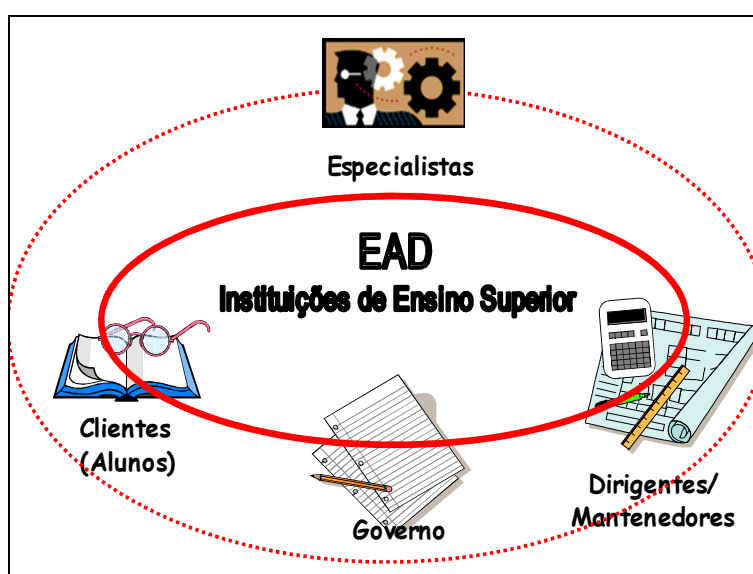 Especialistas
EAD
Instituições de Ensino Superior
Clientes
(Alunos)
Governo
Dirigentes/
Mantenedores